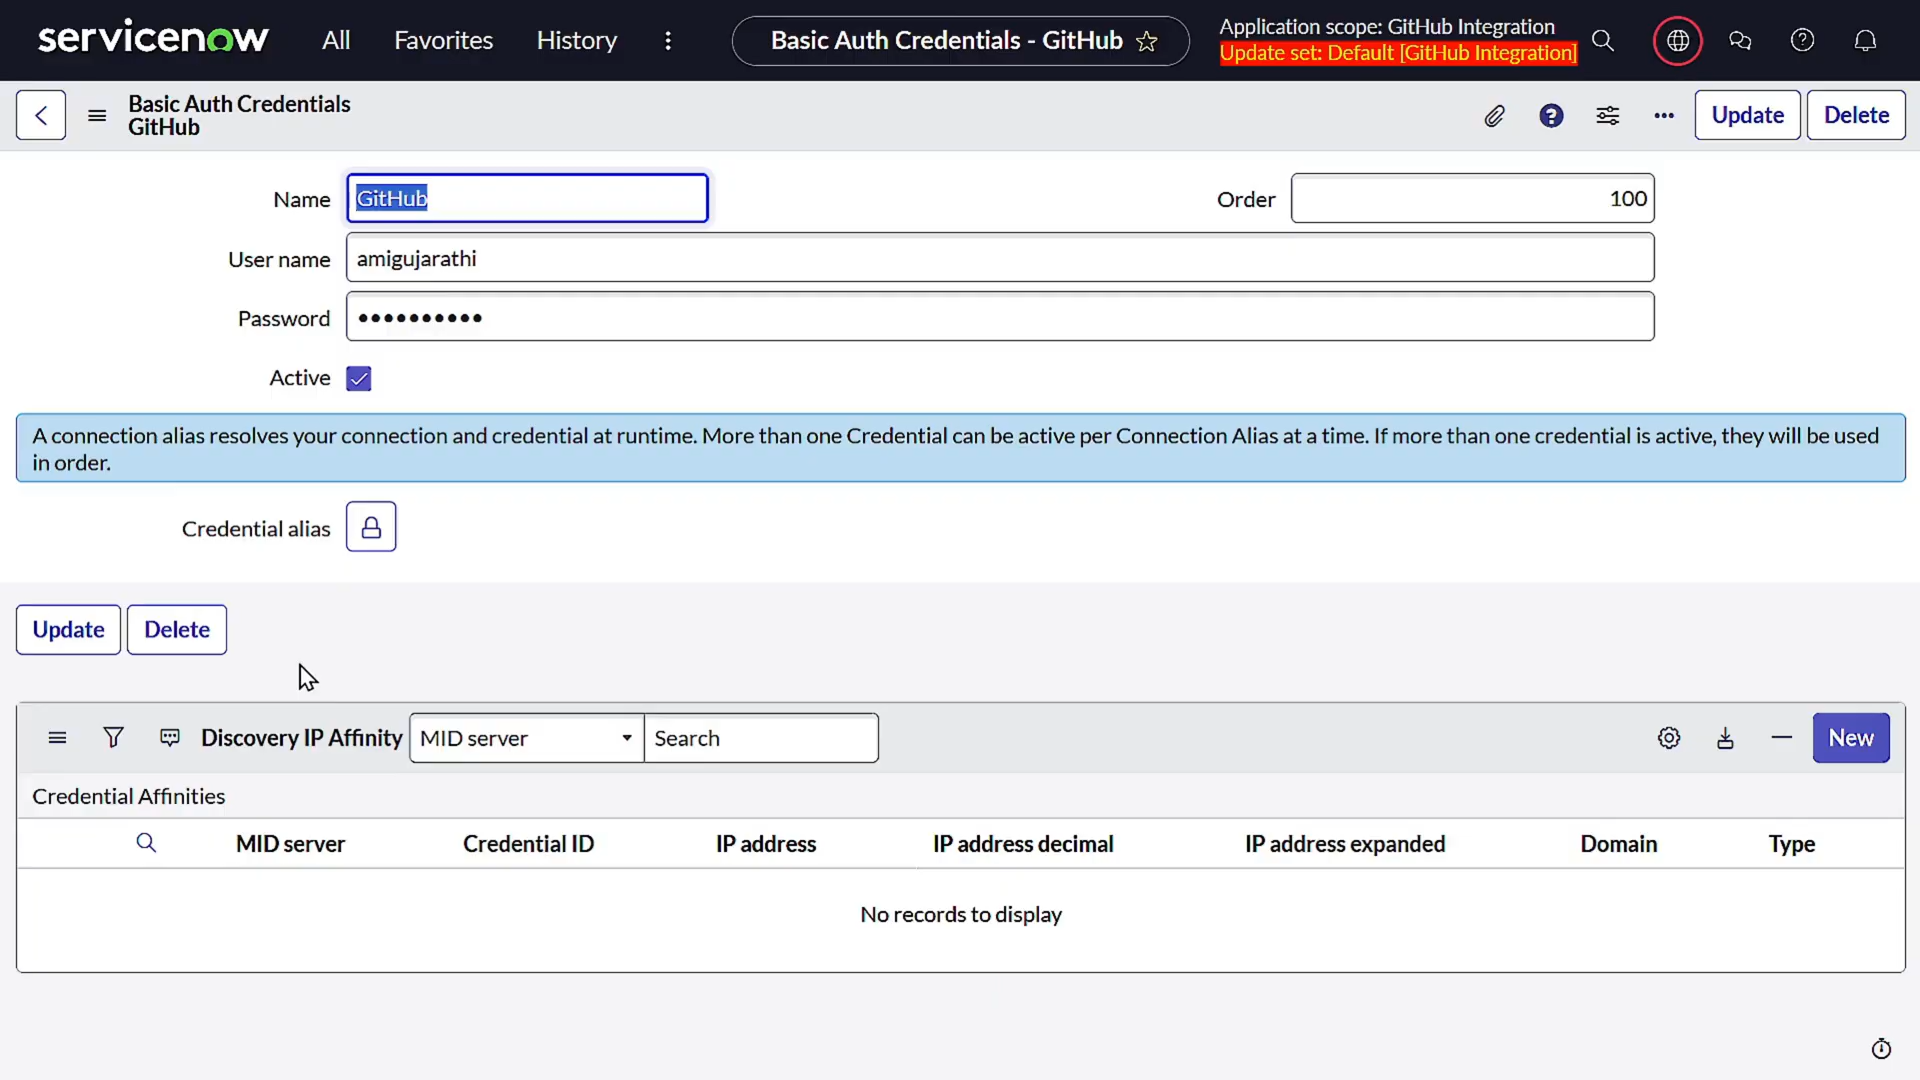 servicenow
All
Favorites
History
Basic Auth Credentials - GitHub
Application scope: GitHub Integration
Update set: Default [GitHub Integration]
Basic Auth Credentials
GitHub
Update
Delete
Name
GitHub
Order
100
User name
amigujarathi
Password
••••••••••
Active
A connection alias resolves your connection and credential at runtime. More than one Credential can be active per Connection Alias at a time. If more than one credential is active, they will be used
in order.
Credential alias
Update
Delete
Discovery IP Affinity
MID server
Search
New
Credential Affinities
MID server
Credential ID
IP address
IP address decimal
IP address expanded
Domain
Type
No records to display